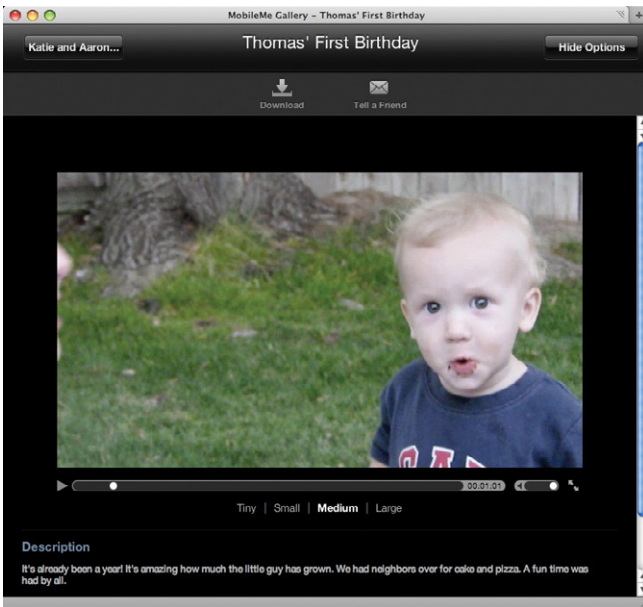 MobileMe Gallery – Thomas' First Birthday
Katie and Aaron...
Thomas' First Birthday
Hide Options
Download
Tell a Friend
GAP
00:01:01
Tiny | Small | Medium | Large
Description
It's already been a year! It's amazing how much the little guy has grown. We had neighbors over for cake and pizza. A fun time was
had by all.